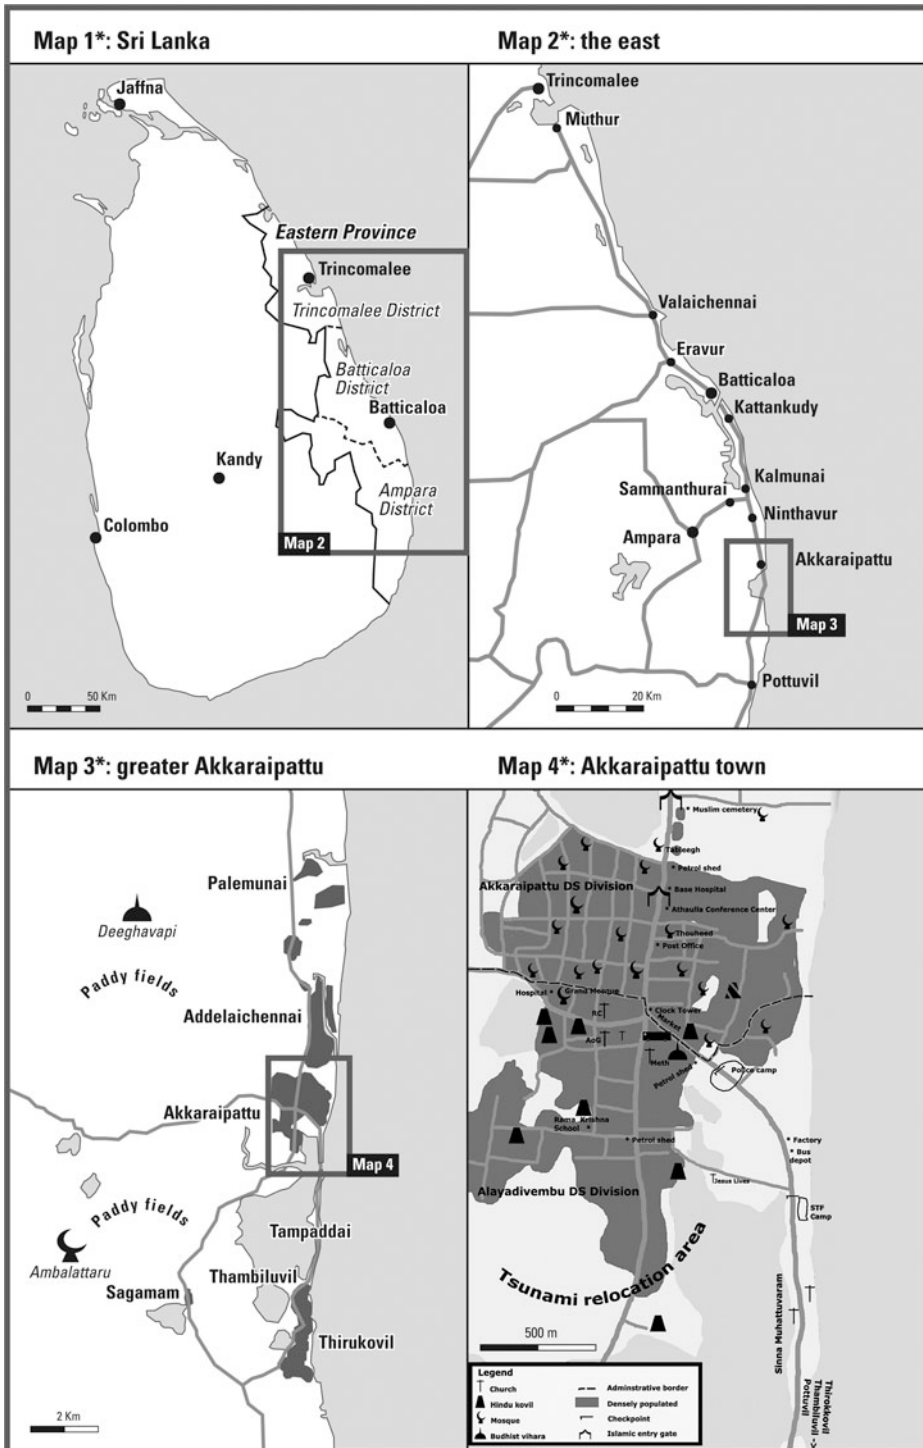 Map 1*: Sri Lanka
Jaffna
Eastern Province
Trincomalee
Trincomalee District
Batticaloa
District
Batticaloa
Kandy
Ampara
District
Colombo
Map 2
0 50 Km
Map 2*: the east
Trincomalee
Muthur
Valaichennai
Eravur
Batticaloa
Kattankudy
Kalmunai
Sammanthurai
Ninthavur
Ampara
Akkaraipattu
Map 3
Pottuvil
0 20 Km
Map 3*: greater Akkaraipattu
Palemunai
Deeghavapi
Paddy fields
Addelaichennai
Akkaraipattu
Map 4
Paddy fields
Tampaddai
Ambalattaru
Thambiluvil
Sagamam
Thirukovil
2 Km
Map 4*: Akkaraipattu town
Muslim cemetery
Tableegh
Petrol shed
Akkaraipattu DS Division
Base Hospital
Athaulla Conference Center
Thouheed
Post Office
Hospital
Grand Mosque
RC
Clock Tower
Market
AoG
Meth
Petrol shed
Police camp
Rama Krishna
School
Petrol shed
Factory
Bus
depot
Jesus Lives
Alayadivembu DS Division
STF
Camp
Tsunami relocation area
Sinna Muhattuvaram
500 m
Thirokkovil
Thambiluvil
Pottuvil ->
Legend
Church
Hindu kovil
Mosque
Budhist vihara
Adminstrative border
Densely populated
Checkpoint
Islamic entry gate